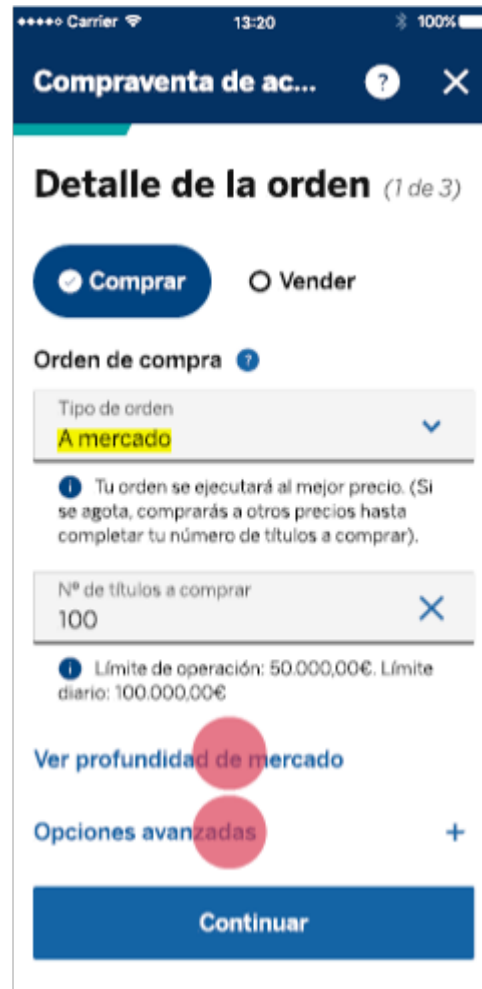 Carrier 13:20 100%
Compraventa de ac... ?
Detalle de la orden (1 de 3)
Comprar Vender
Orden de compra ?
Tipo de orden
A mercado
i Tu orden se ejecutará al mejor precio. (Si
se agota, comprarás a otros precios hasta
completar tu número de títulos a comprar).
Nº de títulos a comprar
100
i Límite de operación: 50.000,00€. Límite
diario: 100.000,00€
Ver profundidad de mercado
Opciones avanzadas +
Continuar